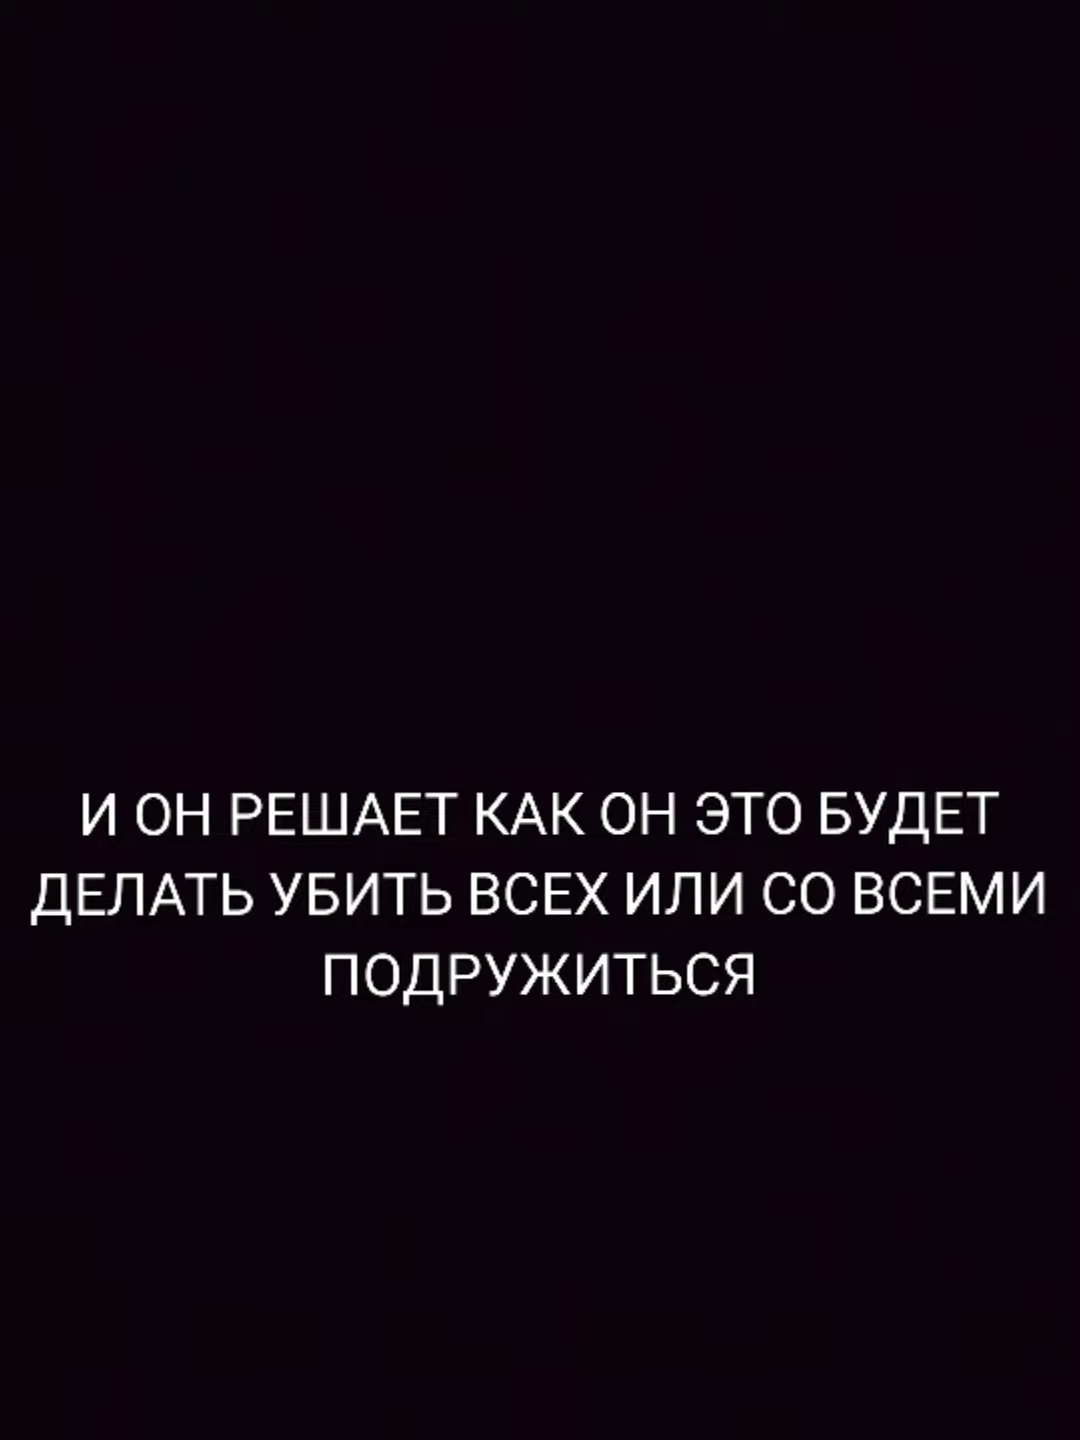 И ОН РЕШАЕТ КАК ОН ЭТО БУДЕТ
ДЕЛАТЬ УБИТЬ ВСЕХ ИЛИ СО ВСЕМИ
ПОДРУЖИТЬСЯ